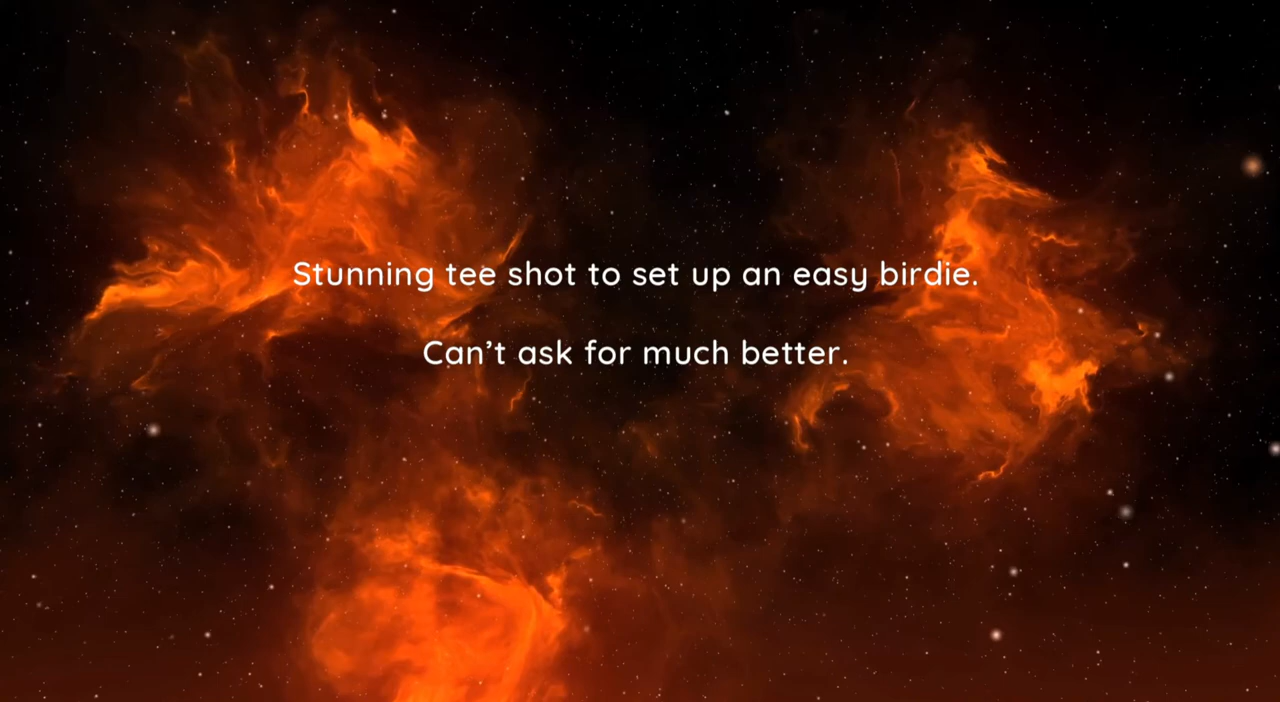 Stunning tee shot to set up an easy birdie.
Can’t ask for much better.